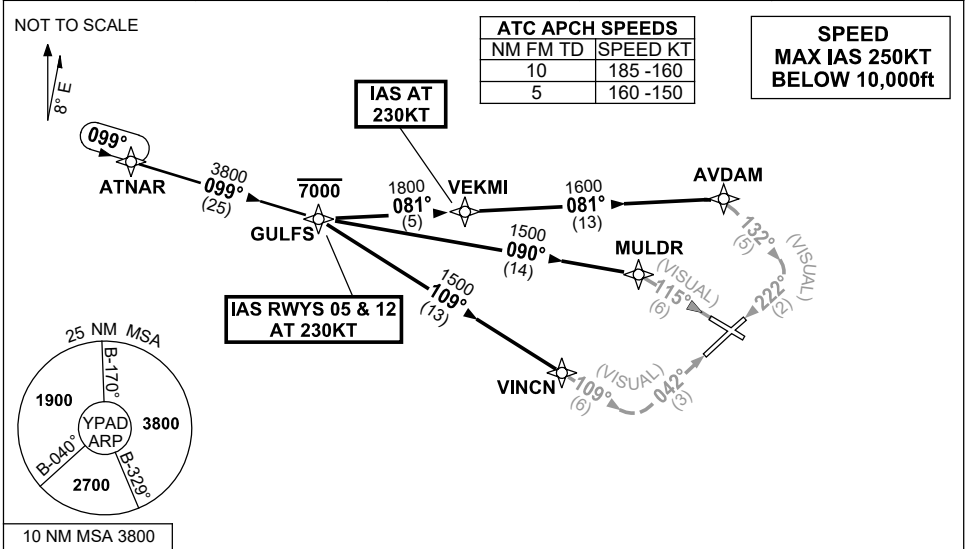 NOT TO SCALE
8° E
ATC APCH SPEEDS
NM FM TD SPEED KT
10 185 -160
5 160 -150
SPEED
MAX IAS 250KT
BELOW 10,000ft
IAS AT
230KT
099°
ATNAR
3800
099°
(25)
7000
GULFS
1800
081°
(5)
VEKMI
1600
081°
(13)
AVDAM
132°
(5)
(VISUAL)
222°
(2)
1500
090°
(14)
MULDR
(VISUAL)
115°
(6)
1500
109°
(13)
IAS RWYS 05 & 12
AT 230KT
VINCN
109°
(6)
(VISUAL)
042°
(3)
25 NM MSA
B-170°
1900
YPAD
ARP
3800
B-040°
B-329°
2700
10 NM MSA 3800